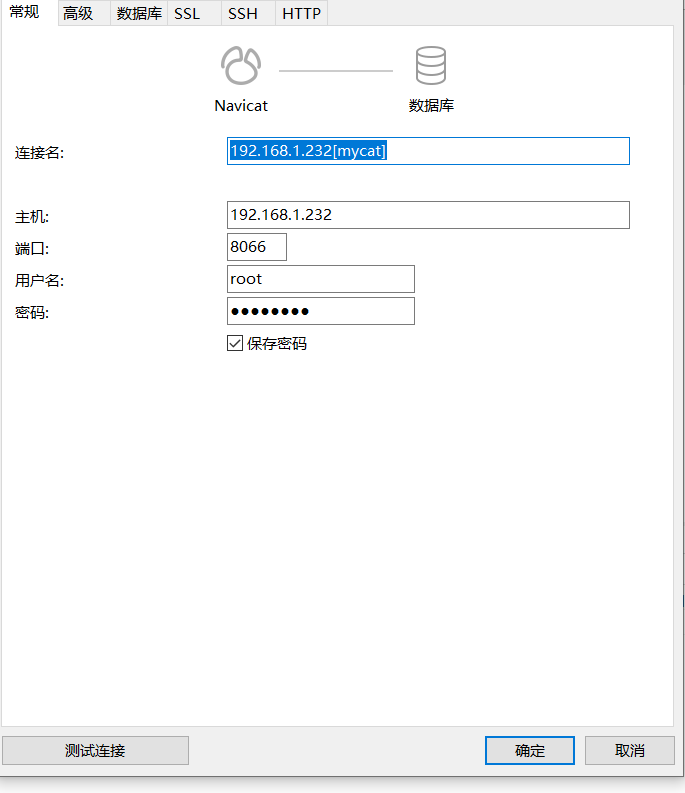 常规 高级 数据库 SSL SSH HTTP
Navicat 数据库
连接名: 192.168.1.232[mycat]
主机: 192.168.1.232
端口: 8066
用户名: root
密码: ●●●●●●●●
保存密码
测试连接 确定 取消